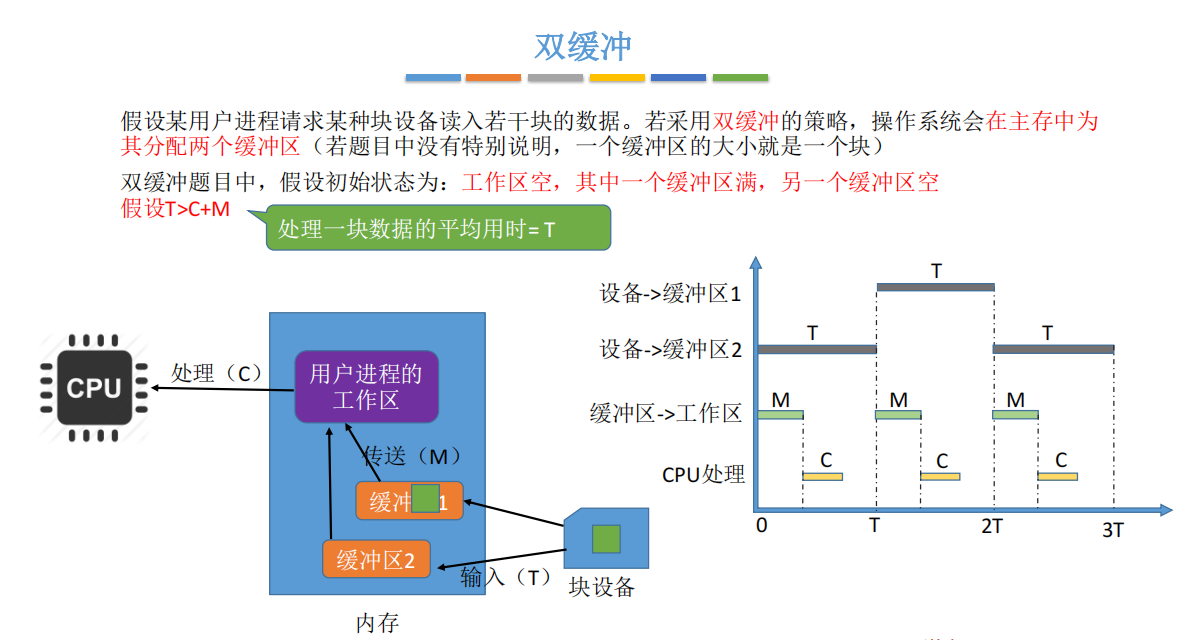 双缓冲
假设某用户进程请求某种块设备读入若干块的数据。若采用双缓冲的策略，操作系统会在主存中为
其分配两个缓冲区（若题目中没有特别说明，一个缓冲区的大小就是一个块）
双缓冲题目中，假设初始状态为：工作区空，其中一个缓冲区满，另一个缓冲区空
假设T>C+M
处理一块数据的平均用时= T
CPU
处理（C）
用户进程的
工作区
传送（M）
缓冲 1
缓冲区2
输入（T）
块设备
内存
设备->缓冲区1
T
设备->缓冲区2
T
T
缓冲区->工作区
M
M
M
CPU处理
C
C
C
0
T
2T
3T